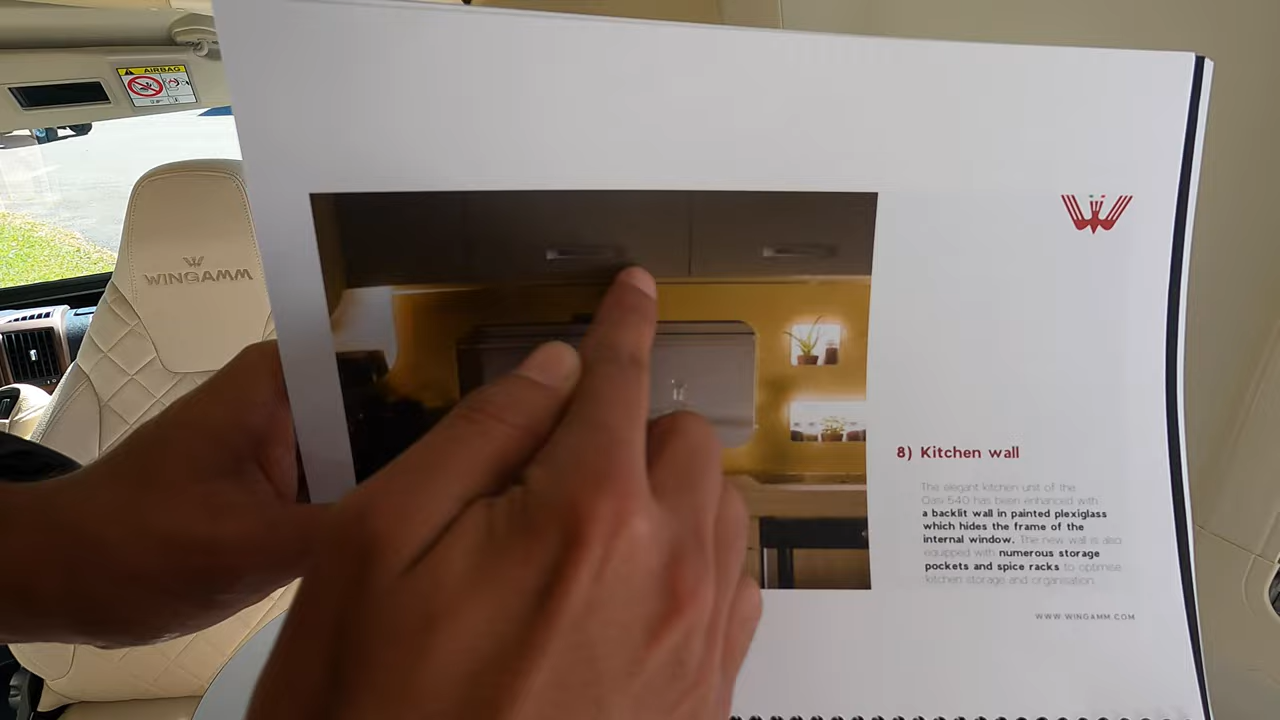 AIRBAG
WINGAMM
8) Kitchen wall
The elegant kitchen unit of the
Oasi 540 has been enhanced with
a backlit wall in painted plexiglass
which hides the frame of the
internal window. The new wall is also
equipped with numerous storage
pockets and spice racks to optimise
kitchen storage and organisation.
WWW.WINGAMM.COM